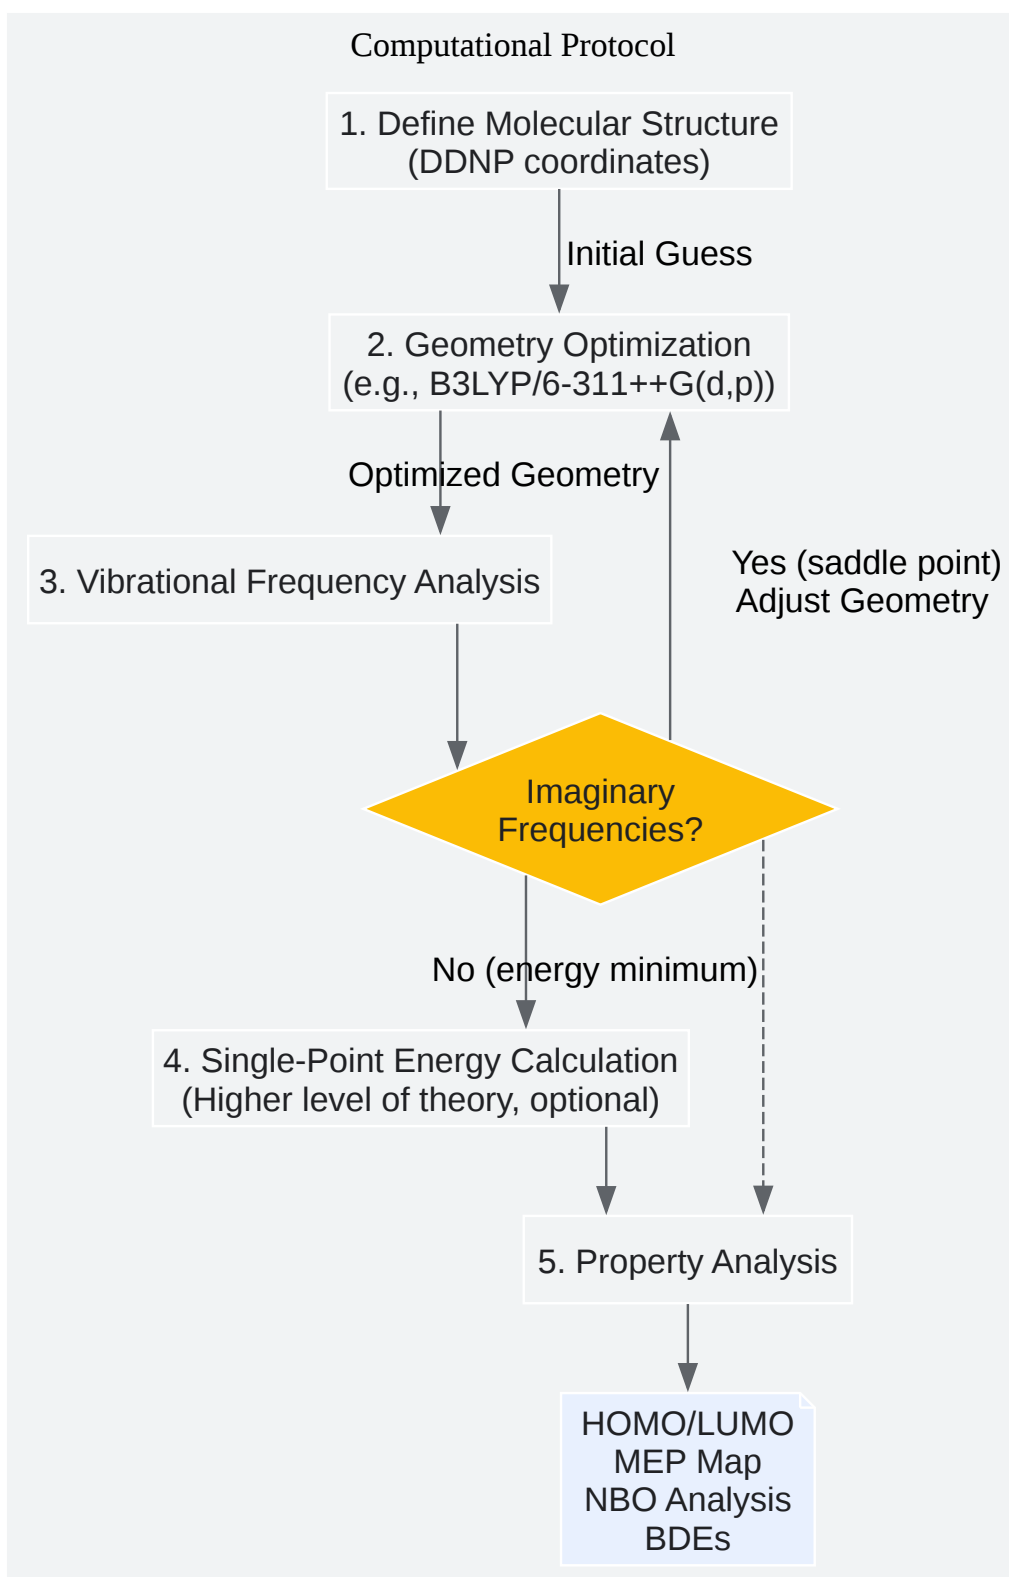 Computational Protocol
1. Define Molecular Structure
(DDNP coordinates)
Initial Guess
2. Geometry Optimization
(e.g., B3LYP/6-311++G(d,p))
Optimized Geometry
3. Vibrational Frequency Analysis
Yes (saddle point)
Adjust Geometry
Imaginary
Frequencies?
No (energy minimum)
4. Single-Point Energy Calculation
(Higher level of theory, optional)
5. Property Analysis
HOMO/LUMO
MEP Map
NBO Analysis
BDEs